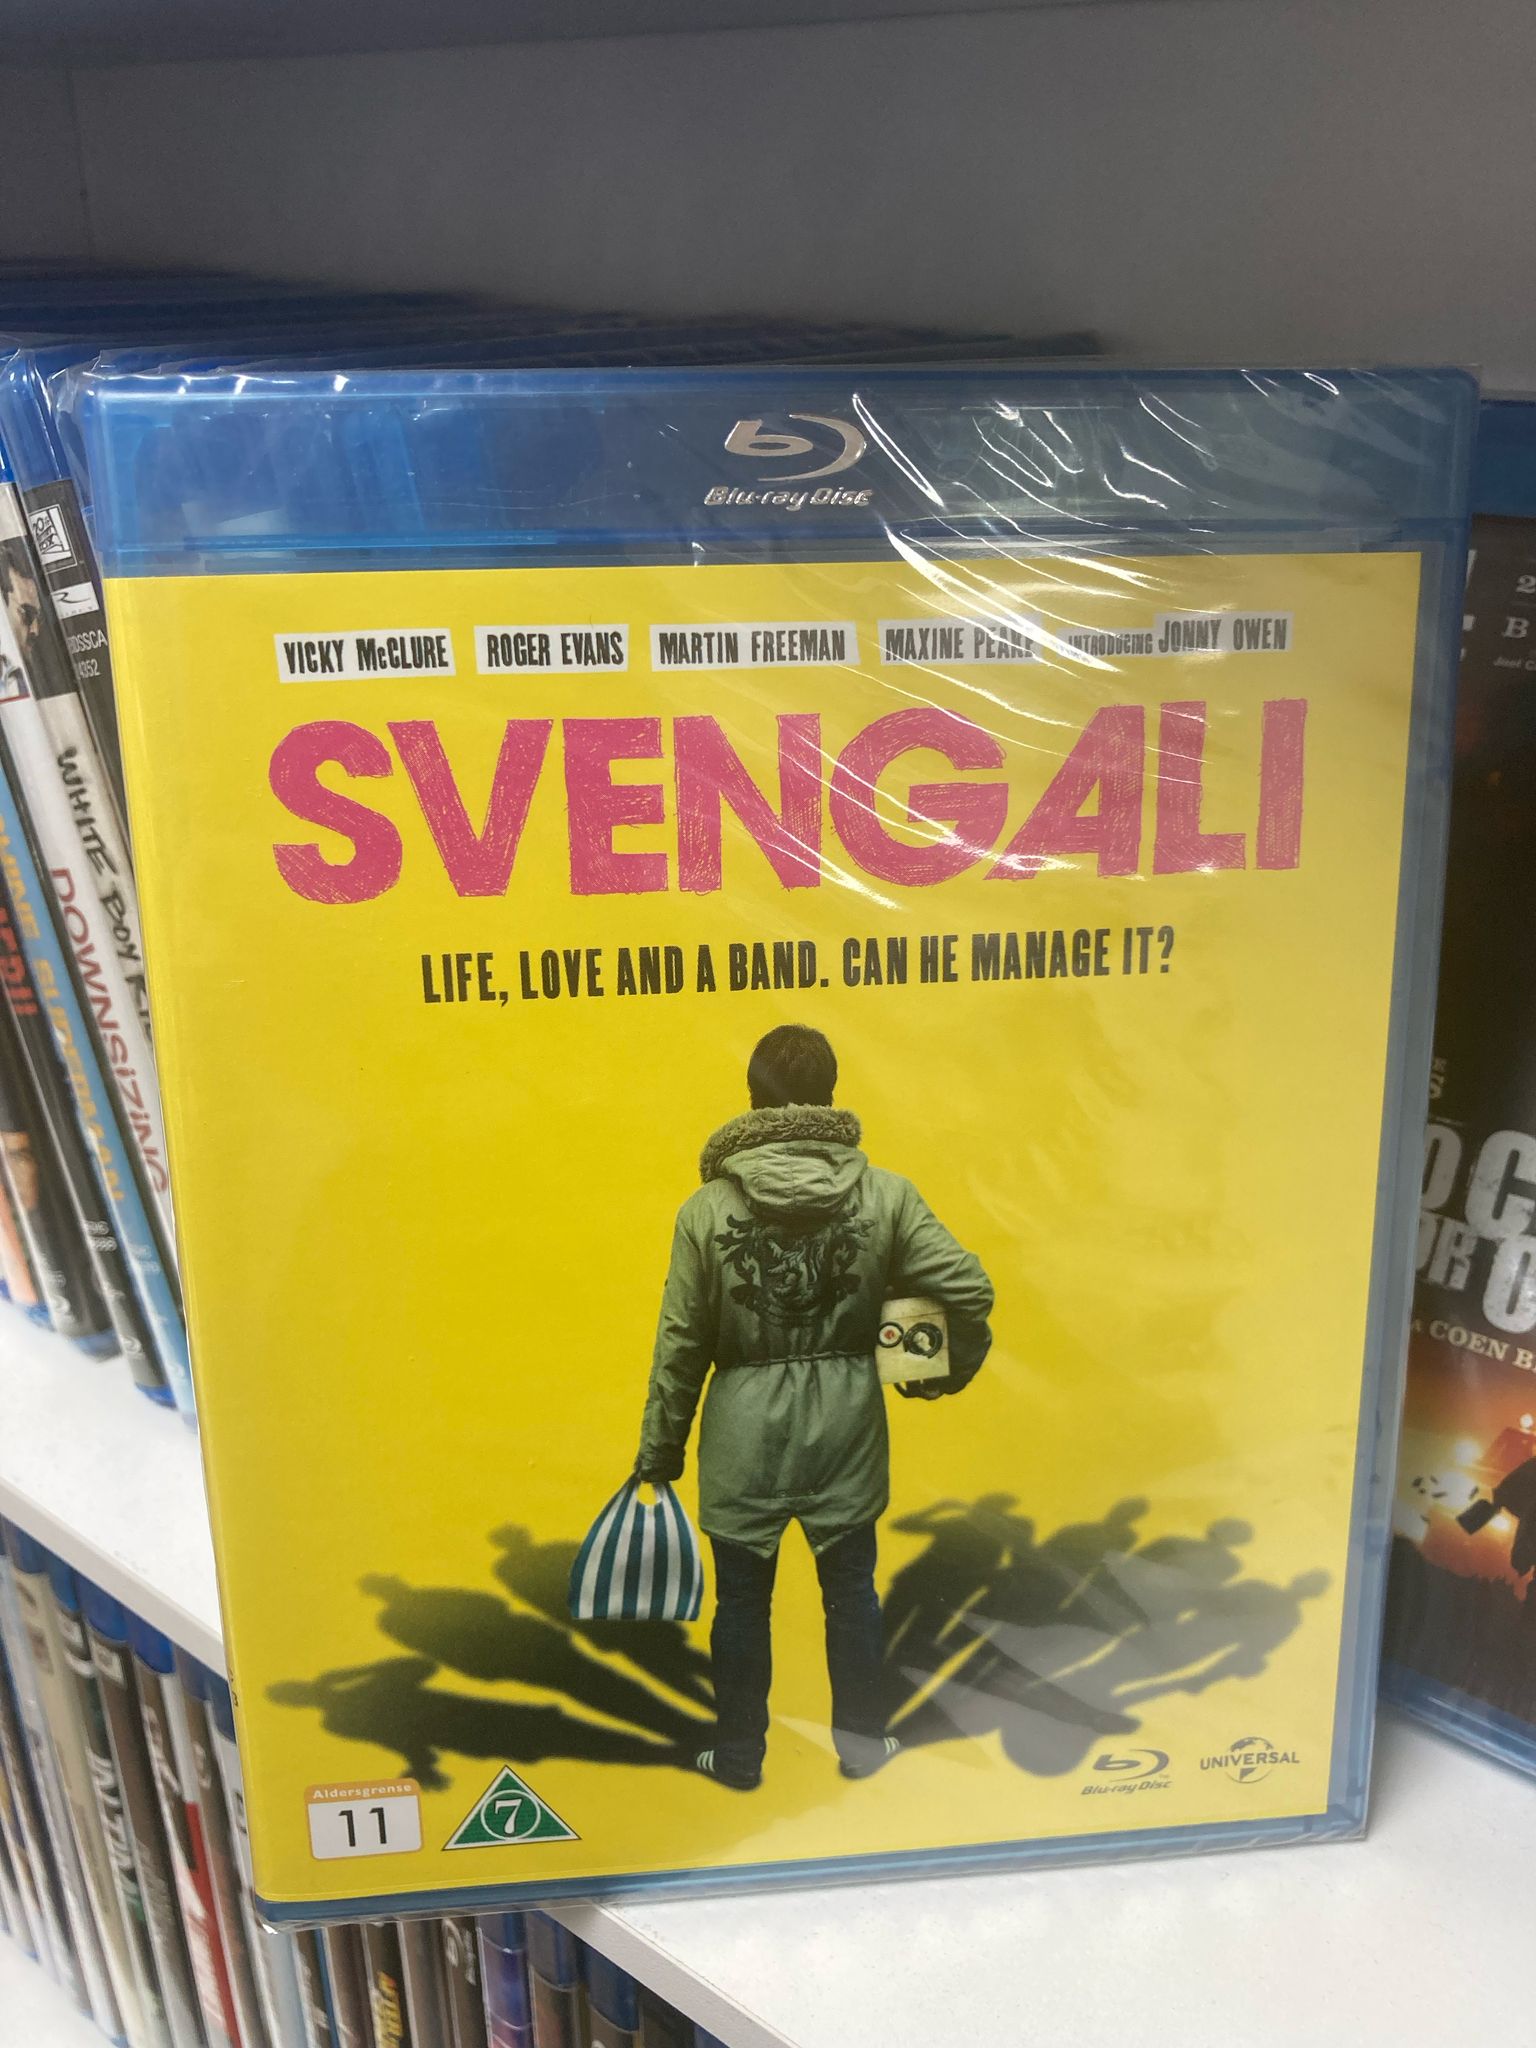 Blu-ray Disc
VICKY McCLURE ROGER EVANS MARTIN FREEMAN MAXINE PEAKE INTRODUCING JONNY OWEN
SVENGALI
LIFE, LOVE AND A BAND. CAN HE MANAGE IT?
Aldersgrense
11
7
Blu-ray Disc
UNIVERSAL
WHITE BOY
DOWNSIZING
4352
& COEN